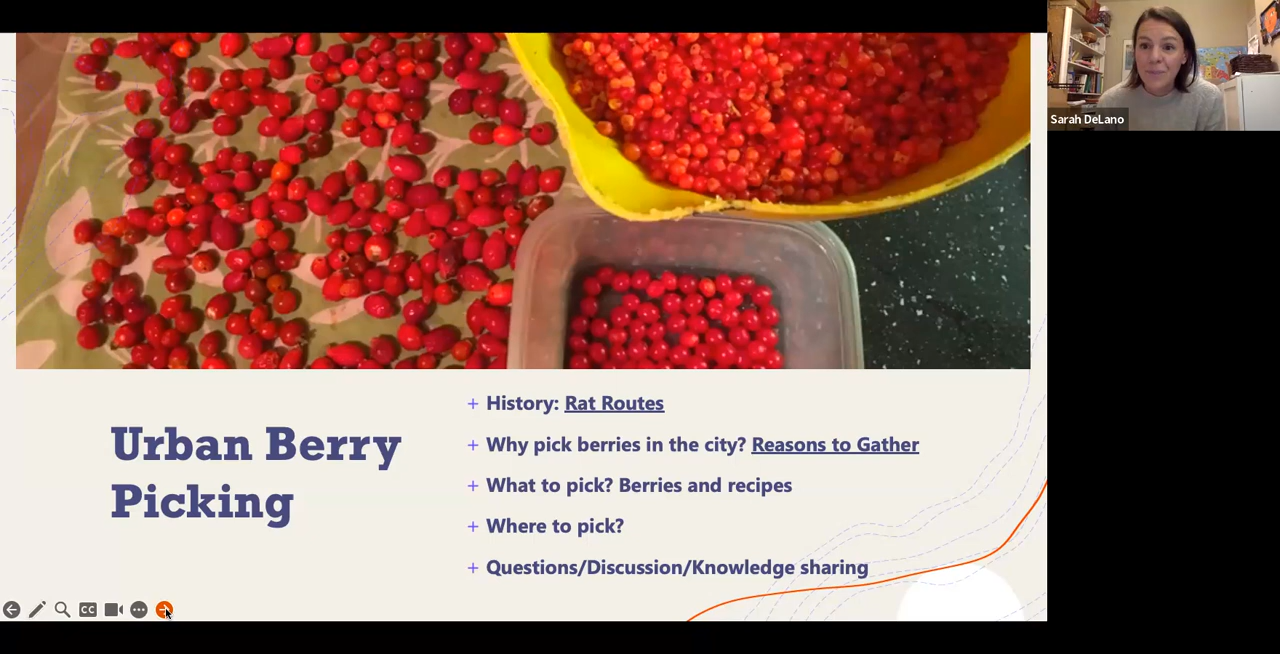 Sarah DeLano
Urban Berry
Picking
+ History: Rat Routes
+ Why pick berries in the city? Reasons to Gather
+ What to pick? Berries and recipes
+ Where to pick?
+ Questions/Discussion/Knowledge sharing
CC